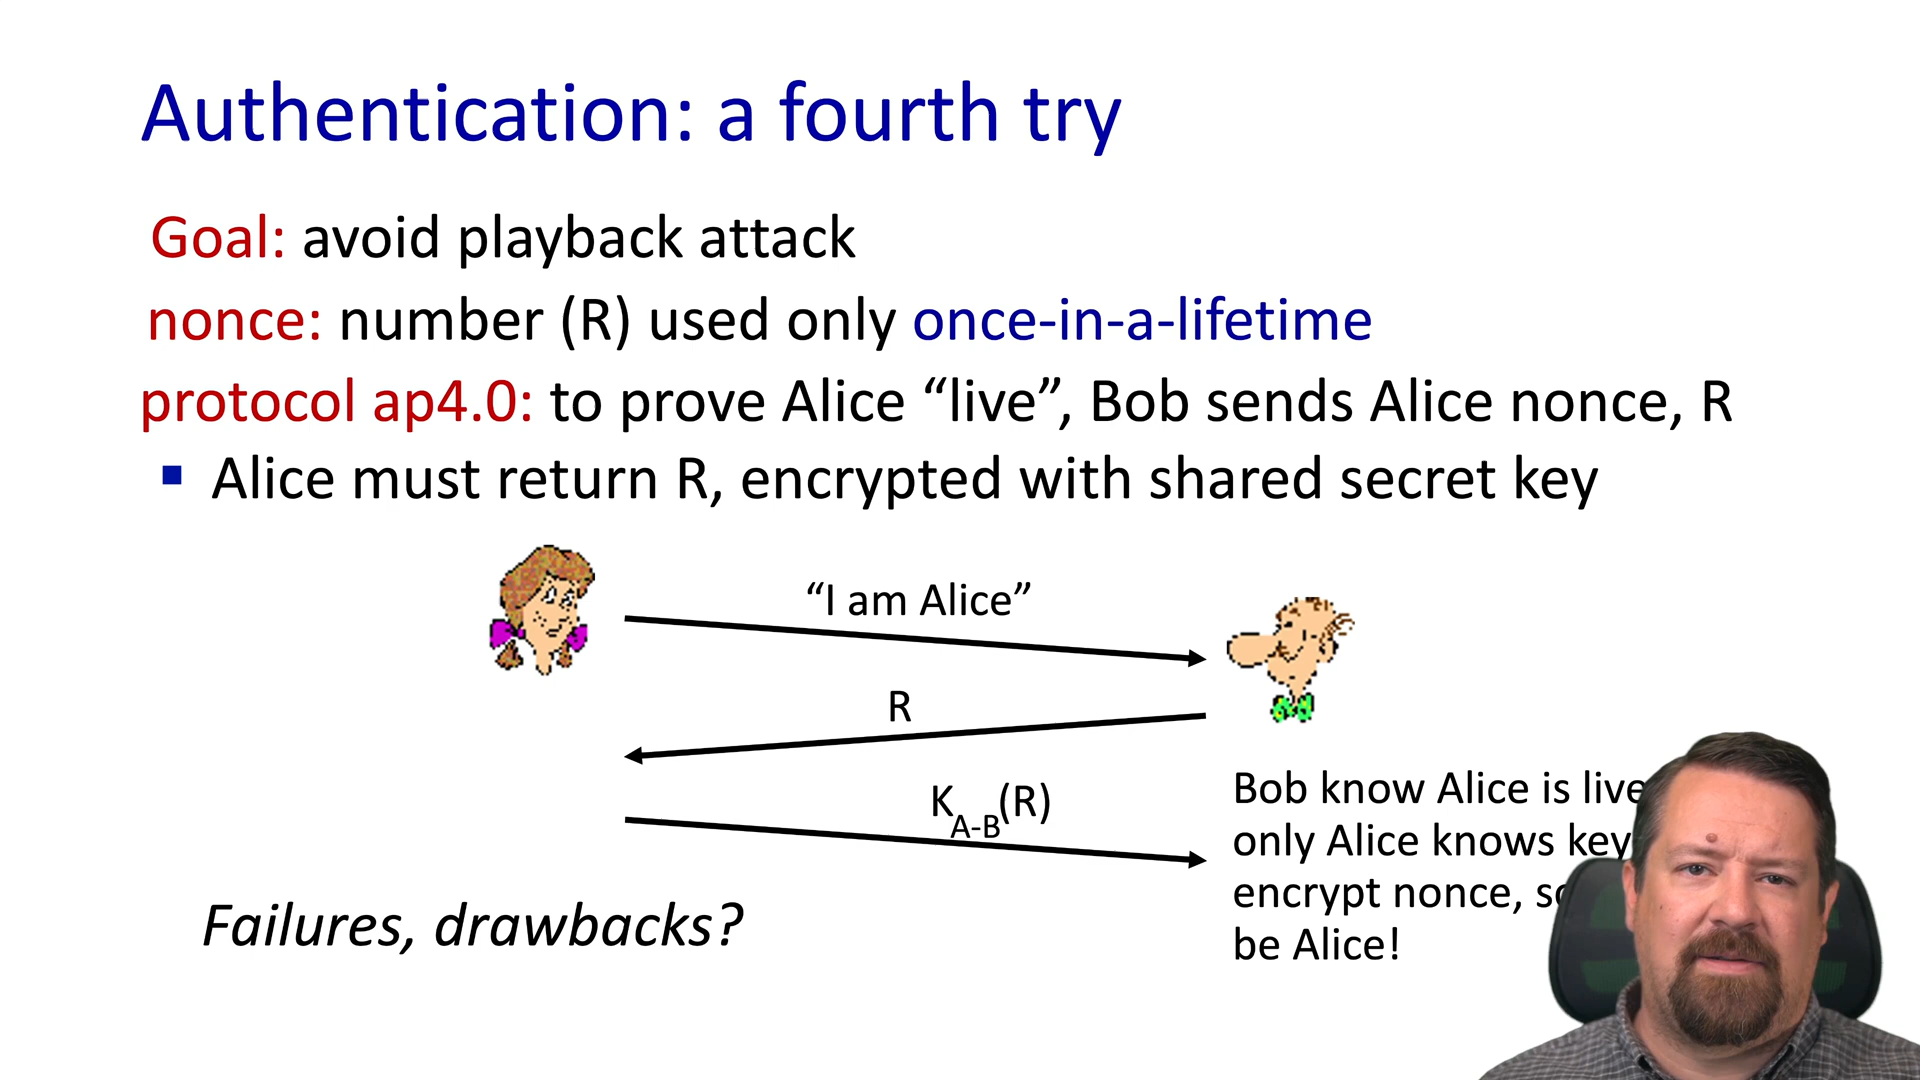 Authentication: a fourth try
Goal: avoid playback attack
nonce: number (R) used only once-in-a-lifetime
protocol ap4.0: to prove Alice “live”, Bob sends Alice nonce, R
▪ Alice must return R, encrypted with shared secret key
“I am Alice”
R
K A-B (R)
Bob know Alice is live
only Alice knows key
encrypt nonce,
be Alice!
Failures, drawbacks?